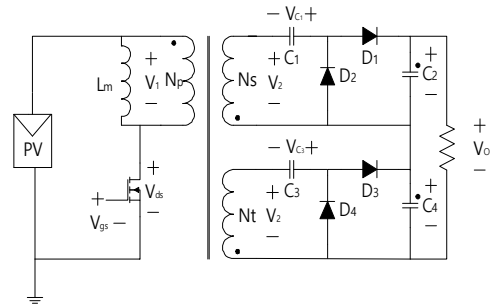 − V_C1 +
C1
D1
Lm
+
V1
−
Np
Ns
+
V2
−
D2
+
C2
−
PV
− V_C3 +
+
Vo
−
+
Vds
−
C3
D3
Vgs
+
−
Nt
+
V2
−
D4
+
C4
−